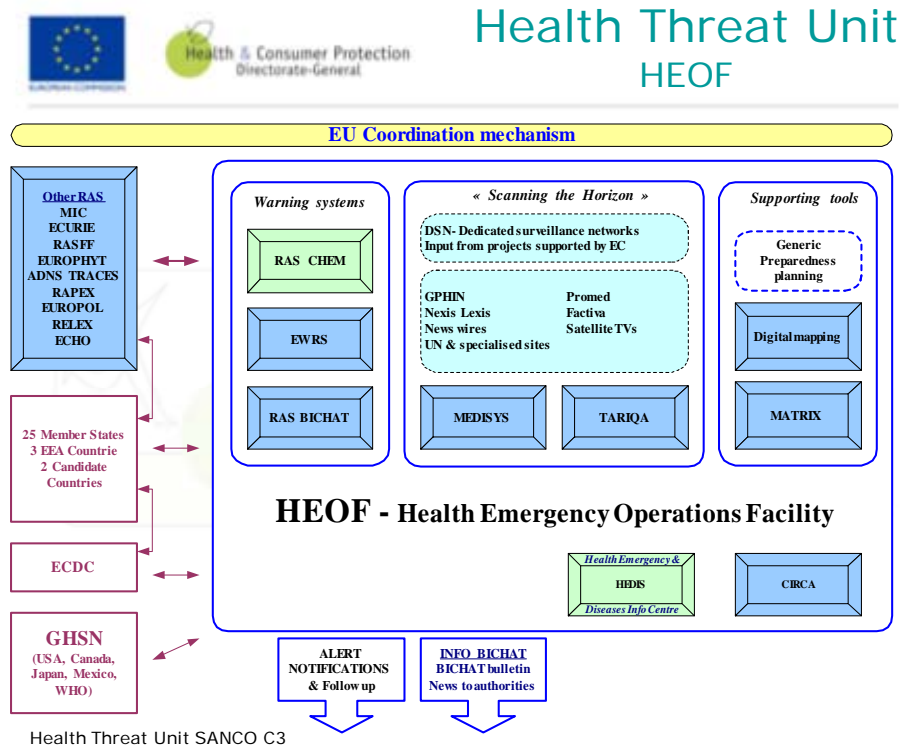 Health & Consumer Protection
Directorate-General
EUROPEAN COMMISSION
Health Threat Unit
HEOF
EU Coordination mechanism
Other RAS
MIC
ECURIE
RASFF
EUROPHYT
ADNS TRACES
RAPEX
EUROPOL
RELEX
ECHO
25 Member States
3 EEA Countrie
2 Candidate
Countries
ECDC
GHSN
(USA, Canada,
Japan, Mexico,
WHO)
Warning systems
RAS CHEM
EWRS
RAS BICHAT
« Scanning the Horizon »
DSN- Dedicated surveillance networks
Input from projects supported by EC
GPHIN
Nexis Lexis
News wires
UN & specialised sites
Promed
Factiva
Satellite TVs
MEDISYS
TARIQA
Supporting tools
Generic
Preparedness
planning
Digital mapping
MATRIX
HEOF - Health Emergency Operations Facility
Health Emergency &
HEDIS
Diseases Info Centre
CIRCA
ALERT
NOTIFICATIONS
& Follow up
INFO BICHAT
BICHAT bulletin
News to authorities
Health Threat Unit SANCO C3